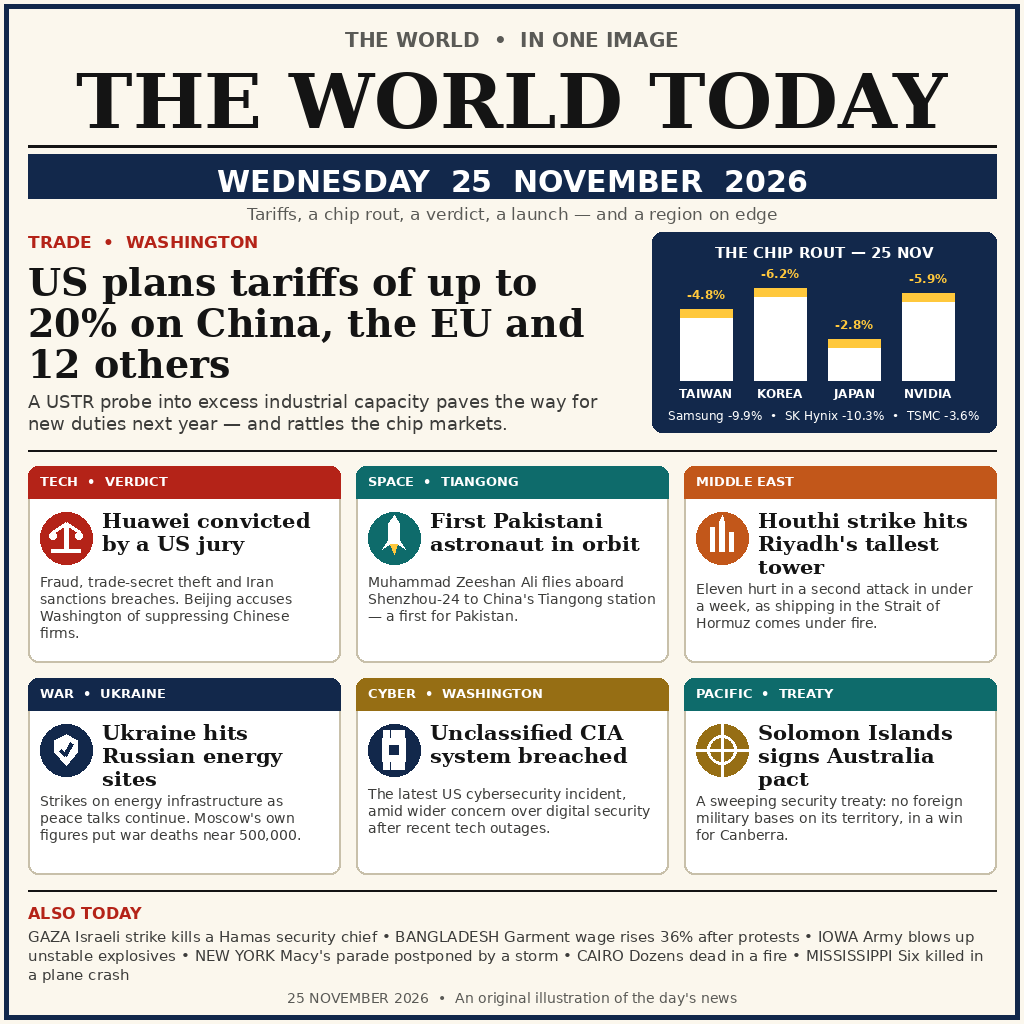 THE WORLD • IN ONE IMAGE
THE WORLD TODAY
WEDNESDAY 25 NOVEMBER 2026
Tariffs, a chip rout, a verdict, a launch — and a region on edge
TRADE • WASHINGTON
US plans tariffs of up to
20% on China, the EU and
12 others
A USTR probe into excess industrial capacity paves the way for
new duties next year — and rattles the chip markets.
THE CHIP ROUT — 25 NOV
-4.8%
-6.2%
-2.8%
-5.9%
TAIWAN
KOREA
JAPAN
NVIDIA
Samsung -9.9% • SK Hynix -10.3% • TSMC -3.6%
TECH • VERDICT
Huawei convicted
by a US jury
Fraud, trade-secret theft and Iran
sanctions breaches. Beijing accuses
Washington of suppressing Chinese
firms.
SPACE • TIANGONG
First Pakistani
astronaut in orbit
Muhammad Zeeshan Ali flies aboard
Shenzhou-24 to China's Tiangong station
— a first for Pakistan.
MIDDLE EAST
Houthi strike hits
Riyadh's tallest
tower
Eleven hurt in a second attack in under
a week, as shipping in the Strait of
Hormuz comes under fire.
WAR • UKRAINE
Ukraine hits
Russian energy
sites
Strikes on energy infrastructure as
peace talks continue. Moscow's own
figures put war deaths near 500,000.
CYBER • WASHINGTON
Unclassified CIA
system breached
The latest US cybersecurity incident,
amid wider concern over digital security
after recent tech outages.
PACIFIC • TREATY
Solomon Islands
signs Australia
pact
A sweeping security treaty: no foreign
military bases on its territory, in a win
for Canberra.
ALSO TODAY
GAZA Israeli strike kills a Hamas security chief • BANGLADESH Garment wage rises 36% after protests • IOWA Army blows up
unstable explosives • NEW YORK Macy's parade postponed by a storm • CAIRO Dozens dead in a fire • MISSISSIPPI Six killed in
a plane crash
25 NOVEMBER 2026 • An original illustration of the day's news